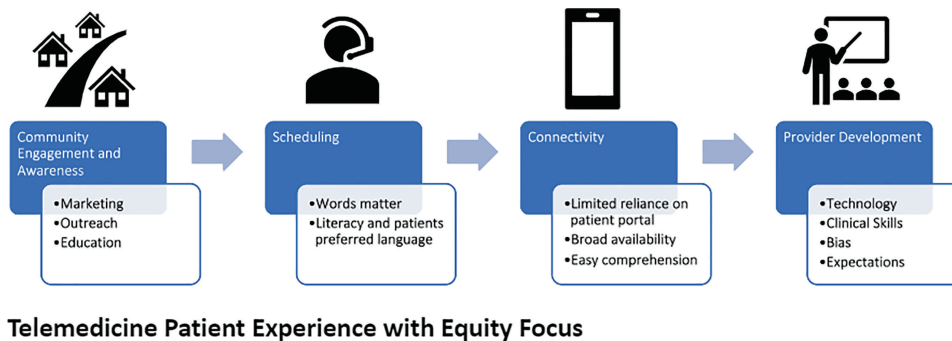 Community
Engagement and
Awareness
•Marketing
•Outreach
•Education
Scheduling
•Words matter
•Literacy and patients
preferred language
Connectivity
•Limited reliance on
patient portal
•Broad availability
•Easy comprehension
Provider Development
•Technology
•Clinical Skills
•Bias
•Expectations
Telemedicine Patient Experience with Equity Focus